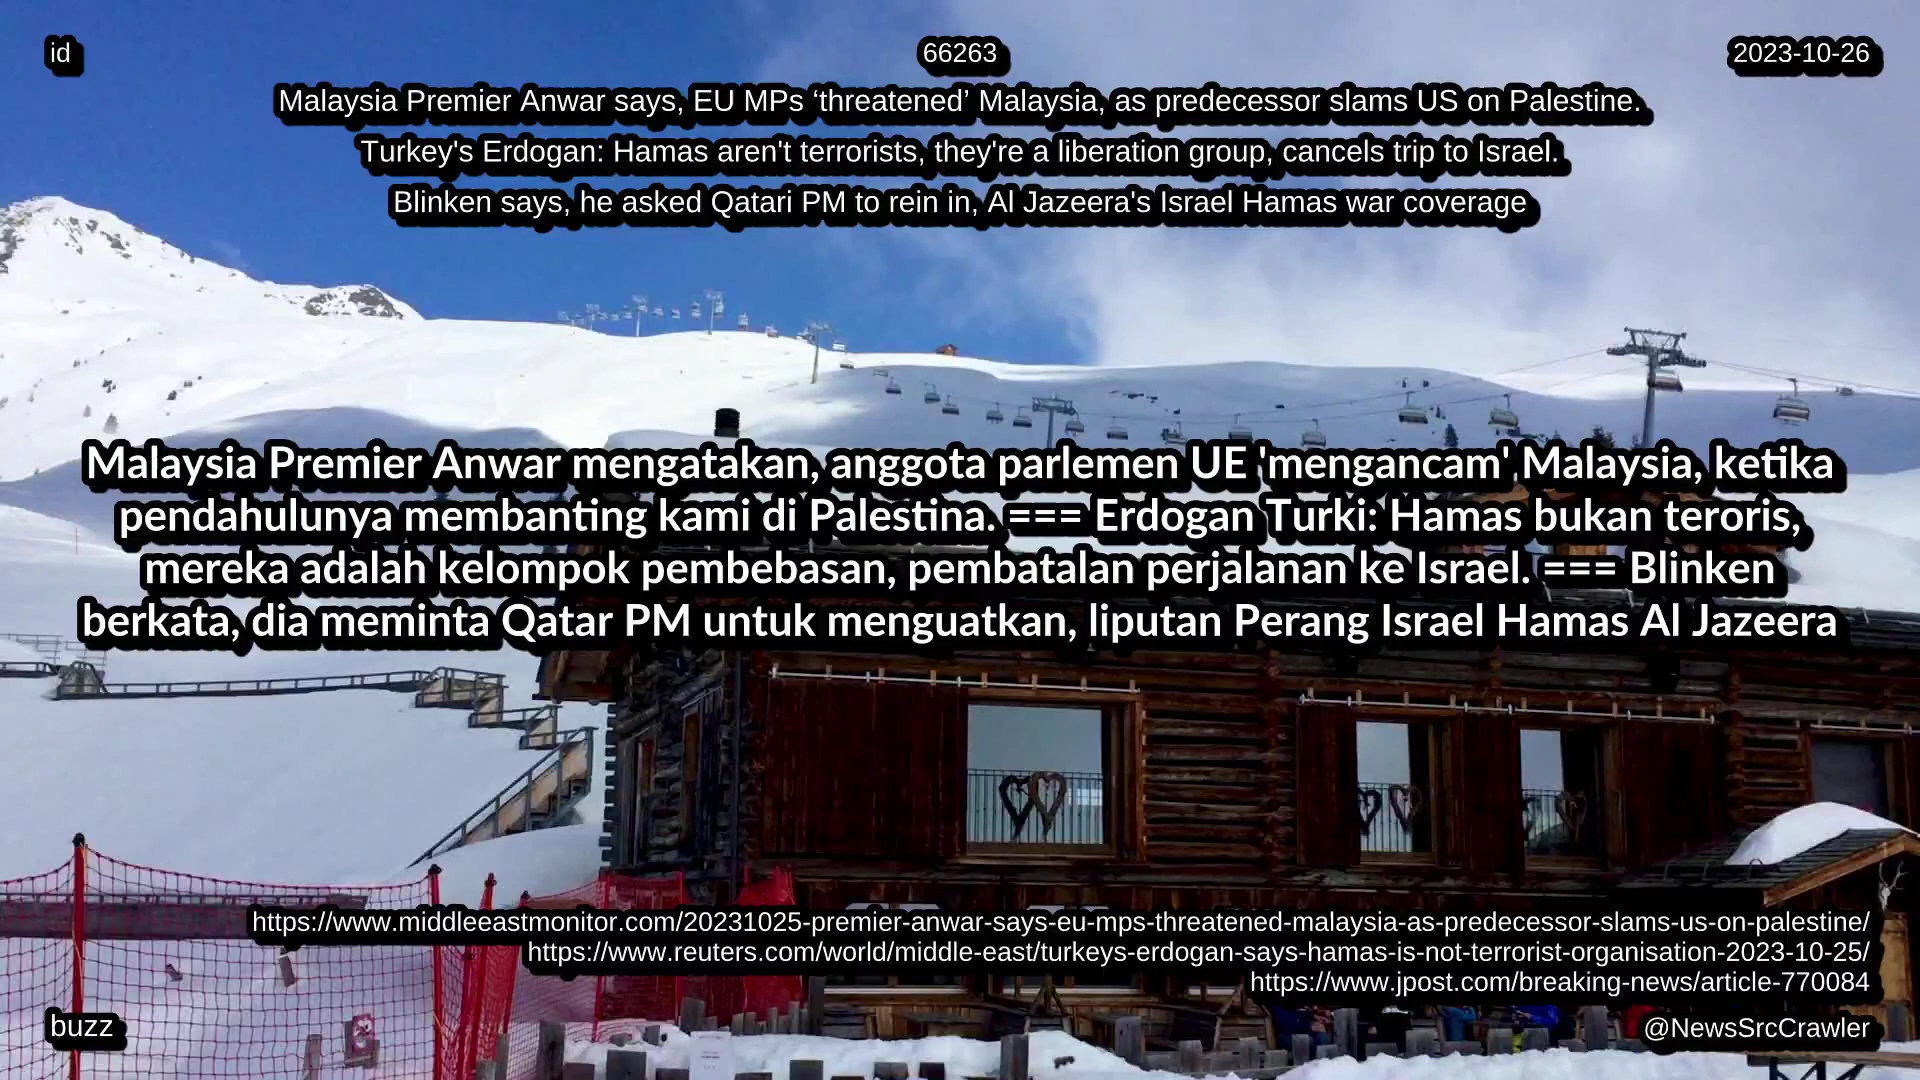 id
66263
2023-10-26
Malaysia Premier Anwar says, EU MPs ‘threatened’ Malaysia, as predecessor slams US on Palestine.
Turkey's Erdogan: Hamas aren't terrorists, they're a liberation group, cancels trip to Israel.
Blinken says, he asked Qatari PM to rein in, Al Jazeera's Israel Hamas war coverage
Malaysia Premier Anwar mengatakan, anggota parlemen UE 'mengancam' Malaysia, ketika
pendahulunya membanting kami di Palestina. === Erdogan Turki: Hamas bukan teroris,
mereka adalah kelompok pembebasan, pembatalan perjalanan ke Israel. === Blinken
berkata, dia meminta Qatar PM untuk menguatkan, liputan Perang Israel Hamas Al Jazeera
https://www.middleeastmonitor.com/20231025-premier-anwar-says-eu-mps-threatened-malaysia-as-predecessor-slams-us-on-palestine/
https://www.reuters.com/world/middle-east/turkeys-erdogan-says-hamas-is-not-terrorist-organisation-2023-10-25/
https://www.jpost.com/breaking-news/article-770084
buzz
@NewsSrcCrawler